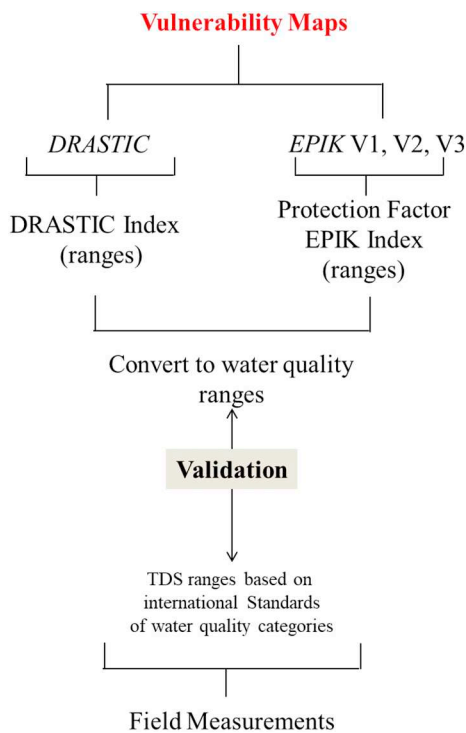 Vulnerability Maps
DRASTIC
EPIK V1, V2, V3
DRASTIC Index
(ranges)
Protection Factor
EPIK Index
(ranges)
Convert to water quality
ranges
Validation
TDS ranges based on
international Standards
of water quality categories
Field Measurements